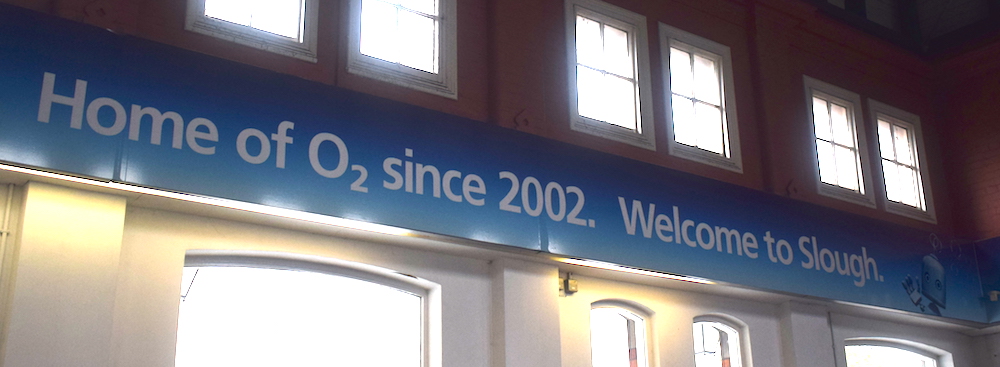 Home of O₂ since 2002. Welcome to Slough.